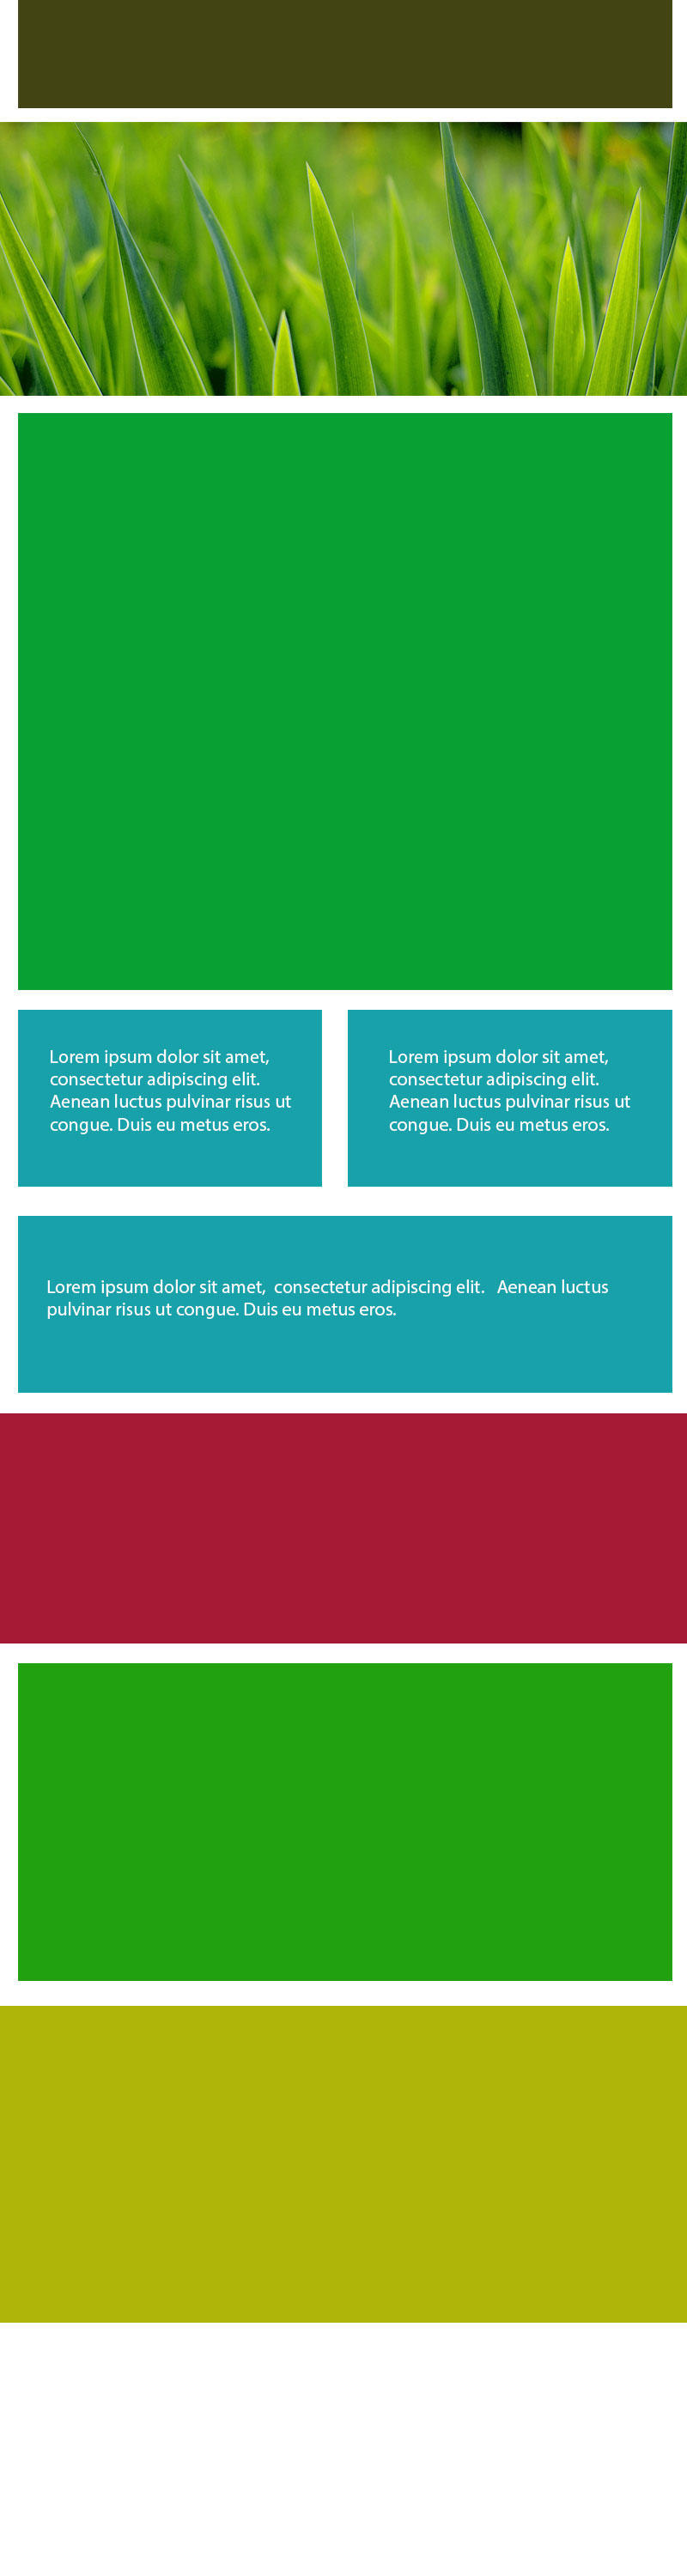 Lorem ipsum dolor sit amet,
consectetur adipiscing elit.
Aenean luctus pulvinar risus ut
congue. Duis eu metus eros.
Lorem ipsum dolor sit amet,
consectetur adipiscing elit.
Aenean luctus pulvinar risus ut
congue. Duis eu metus eros.
Lorem ipsum dolor sit amet,  consectetur adipiscing elit.   Aenean luctus
pulvinar risus ut congue. Duis eu metus eros.